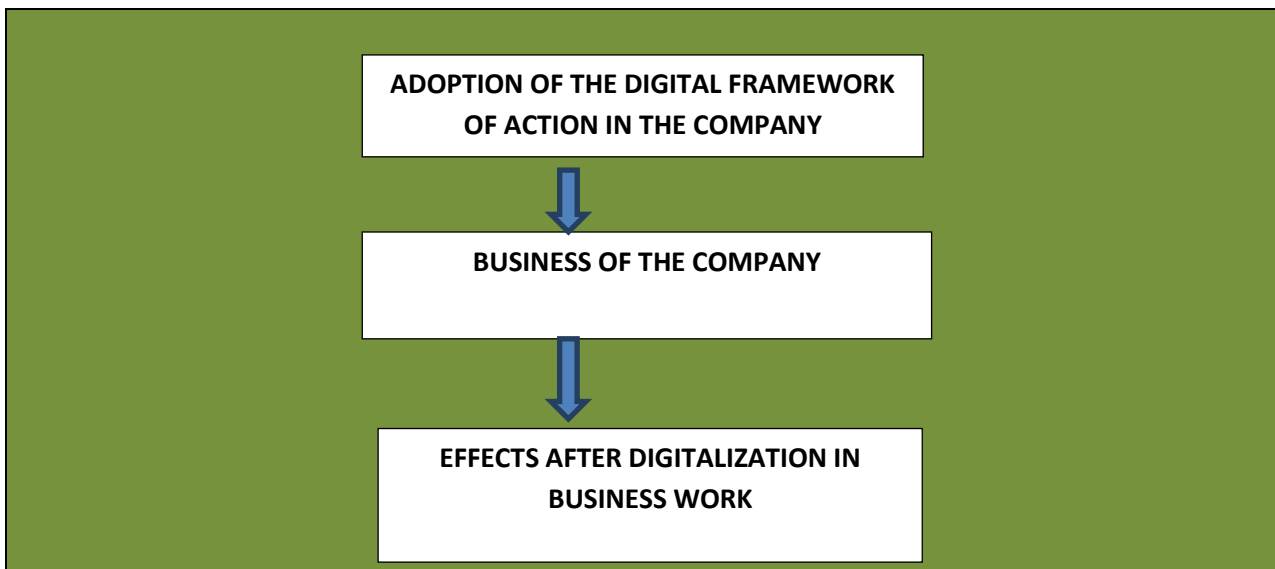 ADOPTION OF THE DIGITAL FRAMEWORK
OF ACTION IN THE COMPANY
BUSINESS OF THE COMPANY
EFFECTS AFTER DIGITALIZATION IN
BUSINESS WORK